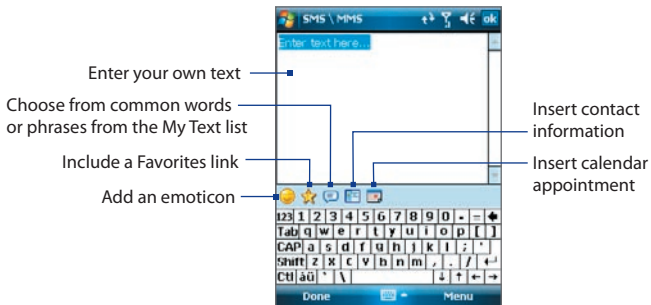 SMS \ MMS ok
Enter text here...
Enter your own text
Choose from common words
or phrases from the My Text list
Include a Favorites link
Add an emoticon
Insert contact
information
Insert calendar
appointment
123 1 2 3 4 5 6 7 8 9 0 - =
Tab q w e r t y u i o p [ ]
CAP a s d f g h j k l ; '
Shift z x c v b n m , . /
Ctl áü ` \
Done Menu